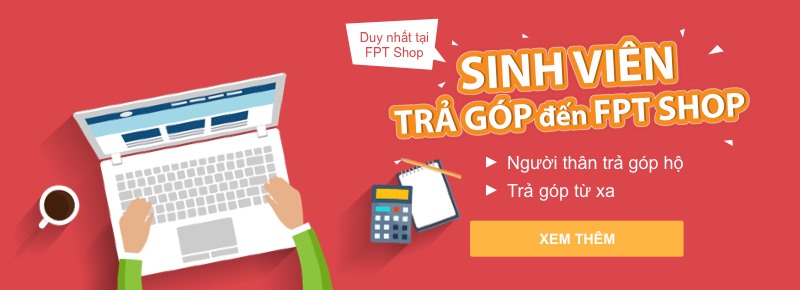 Duy nhất tại
FPT Shop
SINH VIÊN
TRẢ GÓP đến FPT SHOP
Người thân trả góp hộ
Trả góp từ xa
XEM THÊM